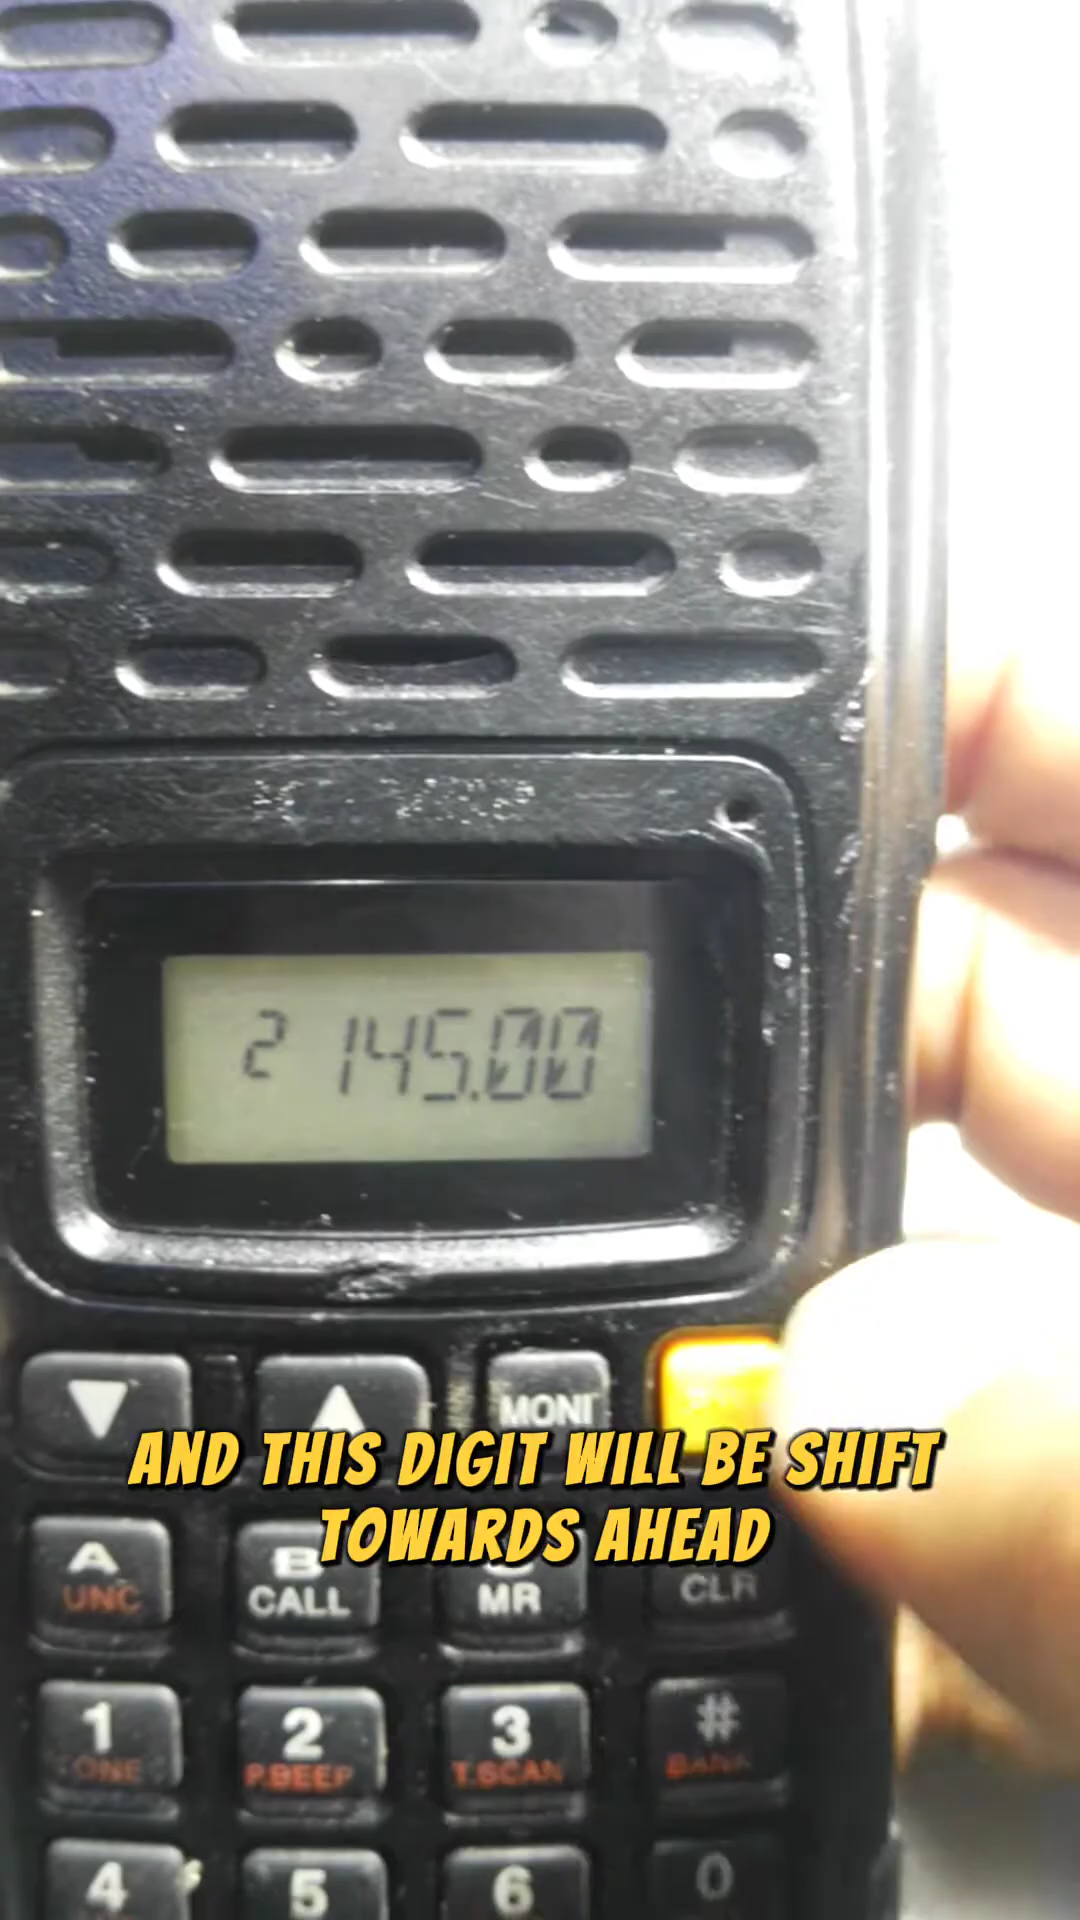 2 145.00
MONI
AND THIS DIGIT WILL BE SHIFT
TOWARDS AHEAD
A B
UNC CALL MR CLR
1 2 3 #
P.BEEP T.SCAN BANK
4 5 6 0